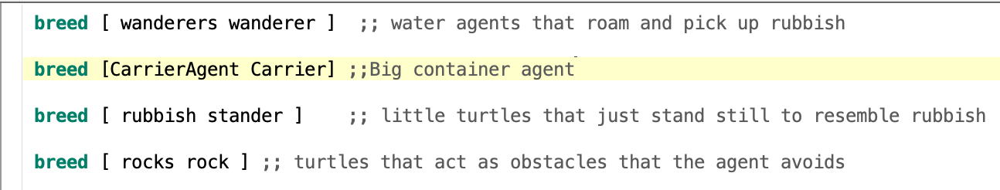 breed [ wanderers wanderer ]  ;; water agents that roam and pick up rubbish
breed [CarrierAgent Carrier] ;;Big container agent
breed [ rubbish stander ]    ;; little turtles that just stand still to resemble rubbish
breed [ rocks rock ] ;; turtles that act as obstacles that the agent avoids